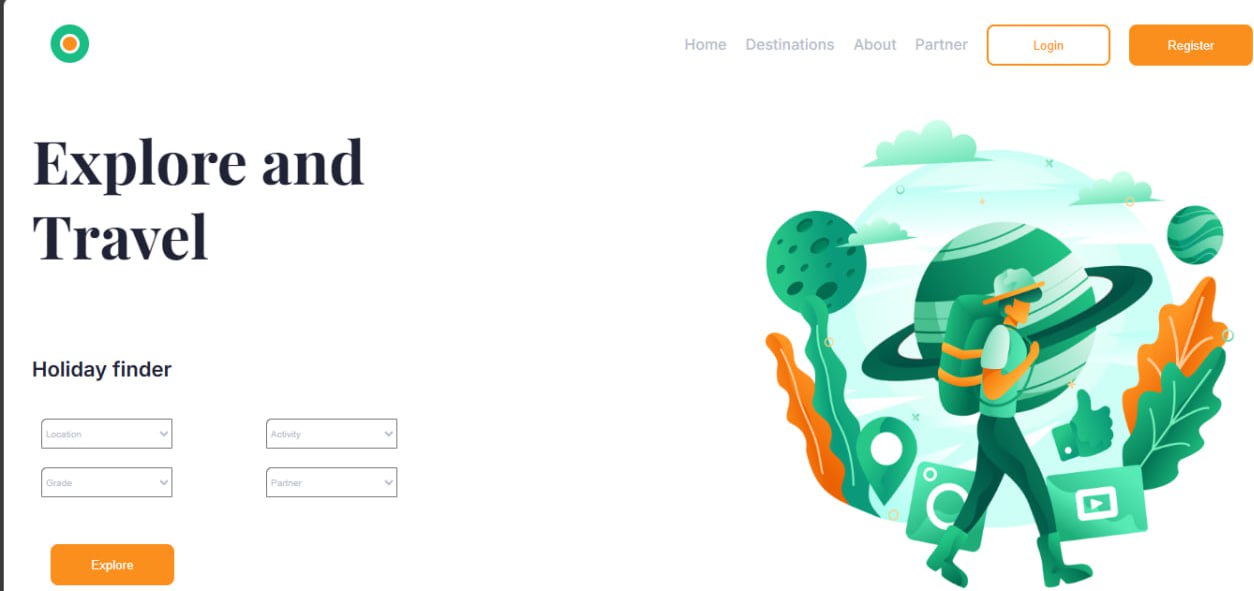 Home Destinations About Partner Login Register
Explore and
Travel
Holiday finder
Location Activity
Grade Partner
Explore